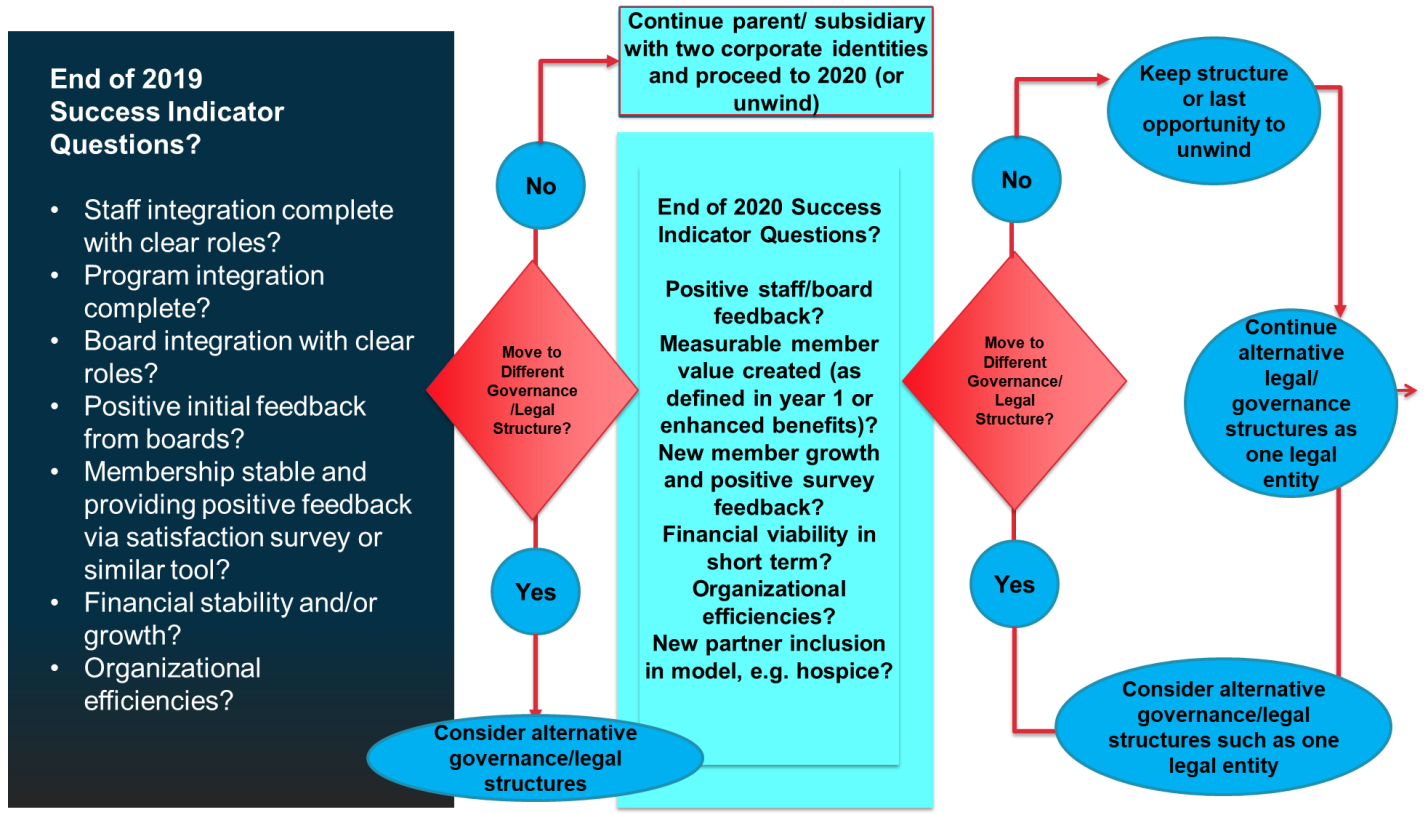 End of 2019
Success Indicator
Questions?
• Staff integration complete
with clear roles?
• Program integration
complete?
• Board integration with clear
roles?
• Positive initial feedback
from boards?
• Membership stable and
providing positive feedback
via satisfaction survey or
similar tool?
• Financial stability and/or
growth?
• Organizational
efficiencies?
No
Move to
Different
Governance
/Legal
Structure?
Yes
Consider alternative
governance/legal
structures
Continue parent/ subsidiary
with two corporate identities
and proceed to 2020 (or
unwind)
End of 2020 Success
Indicator Questions?
Positive staff/board
feedback?
Measurable member
value created (as
defined in year 1 or
enhanced benefits)?
New member growth
and positive survey
feedback?
Financial viability in
short term?
Organizational
efficiencies?
New partner inclusion
in model, e.g. hospice?
No
Move to
Different
Governance/
Legal
Structure?
Yes
Keep structure
or last
opportunity to
unwind
Continue
alternative
legal/
governance
structures as
one legal
entity
Consider alternative
governance/legal
structures such as one
legal entity